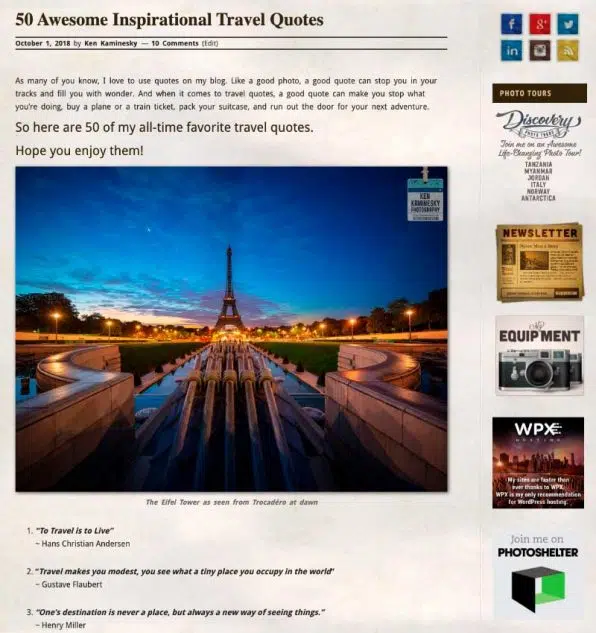 50 Awesome Inspirational Travel Quotes
October 1, 2018 by Ken Kaminesky — 10 Comments (Edit)
As many of you know, I love to use quotes on my blog. Like a good photo, a good quote can stop you in your
tracks and fill you with wonder. And when it comes to travel quotes, a good quote can make you stop what
you're doing, buy a plane or a train ticket, pack your suitcase, and run out the door for your next adventure.
So here are 50 of my all-time favorite travel quotes.
Hope you enjoy them!
KEN
KAMINESKY
PHOTOGRAPHY
The Eifel Tower as seen from Trocadéro at dawn
1. "To Travel is to Live"
~ Hans Christian Andersen
2. "Travel makes you modest, you see what a tiny place you occupy in the world"
~ Gustave Flaubert
3. "One's destination is never a place, but always a new way of seeing things."
~ Henry Miller
f
g+
in
PHOTO TOURS
Discovery
PHOTO TOURS
Join me on an Awesome
Life-Changing Photo Tour!
TANZANIA
MYANMAR
JORDAN
ITALY
NORWAY
ANTARCTICA
NEWSLETTER
My
EQUIPMENT
WPX
HOSTING
My sites are faster than
ever thanks to WPX.
WPX is my only recommendation
for WordPress hosting.
Join me on
PHOTOSHELTER